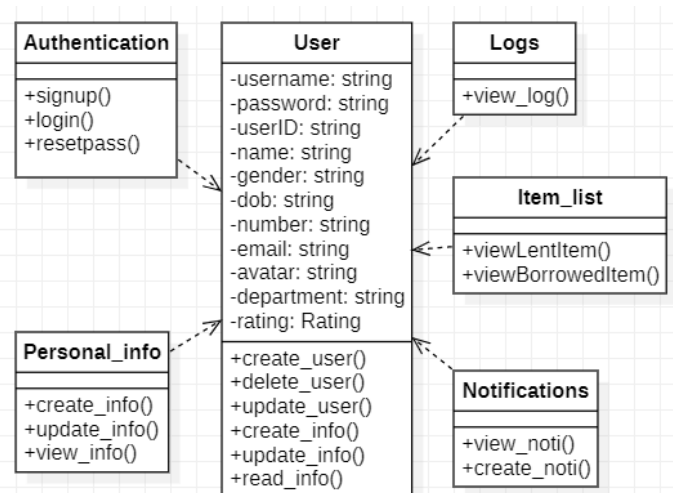 Authentication
+signup()
+login()
+resetpass()
User
-username: string
-password: string
-userID: string
-name: string
-gender: string
-dob: string
-number: string
-email: string
-avatar: string
-department: string
-rating: Rating
+create_user()
+delete_user()
+update_user()
+create_info()
+update_info()
+read_info()
Logs
+view_log()
Item_list
+viewLentItem()
+viewBorrowedItem()
Personal_info
+create_info()
+update_info()
+view_info()
Notifications
+view_noti()
+create_noti()